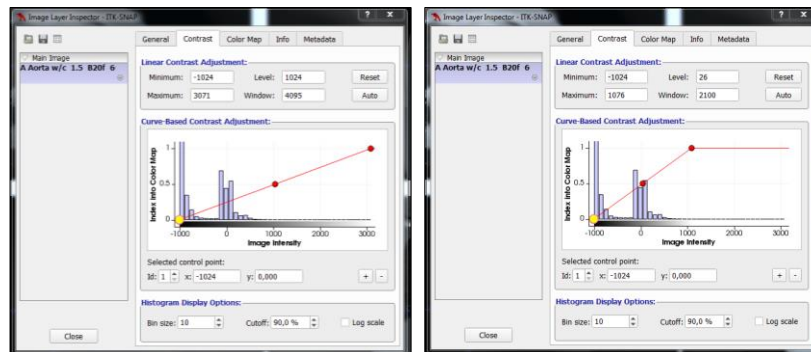 Image Layer Inspector - ITK-SNAP
General Contrast Color Map Info Metadata
Main Image
A Aorta w/c 1.5 B20f 6
Linear Contrast Adjustment:
Minimum: -1024 Level: 1024 Reset
Maximum: 3071 Window: 4095 Auto
Curve-Based Contrast Adjustment:
Index into Color Map
1
0.5
0
-1000 0 1000 2000 3000
Image Intensity
Selected control point:
Id: 1 x: -1024 y: 0,000 + -
Histogram Display Options:
Bin size: 10 Cutoff: 90,0 % Log scale
Close
Image Layer Inspector - ITK-SNAP
General Contrast Color Map Info Metadata
Main Image
A Aorta w/c 1.5 B20f 6
Linear Contrast Adjustment:
Minimum: -1024 Level: 26 Reset
Maximum: 1076 Window: 2100 Auto
Curve-Based Contrast Adjustment:
Index into Color Map
1
0.5
0
-1000 0 1000 2000 3000
Image Intensity
Selected control point:
Id: 1 x: -1024 y: 0,000 + -
Histogram Display Options:
Bin size: 10 Cutoff: 90,0 % Log scale
Close